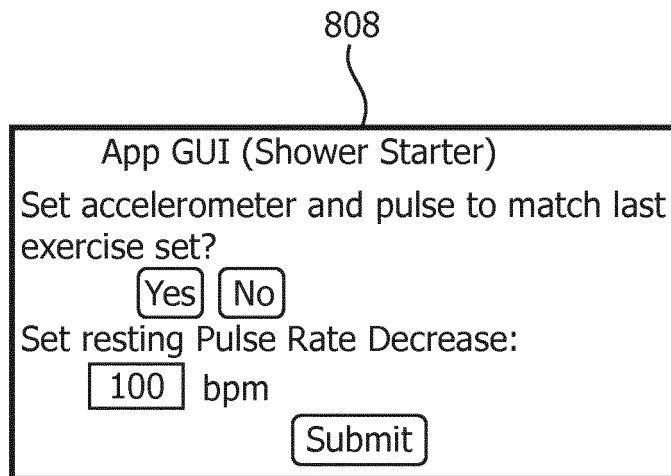 808
App GUI (Shower Starter)
Set accelerometer and pulse to match last
exercise set?
Yes No
Set resting Pulse Rate Decrease:
100 bpm
Submit